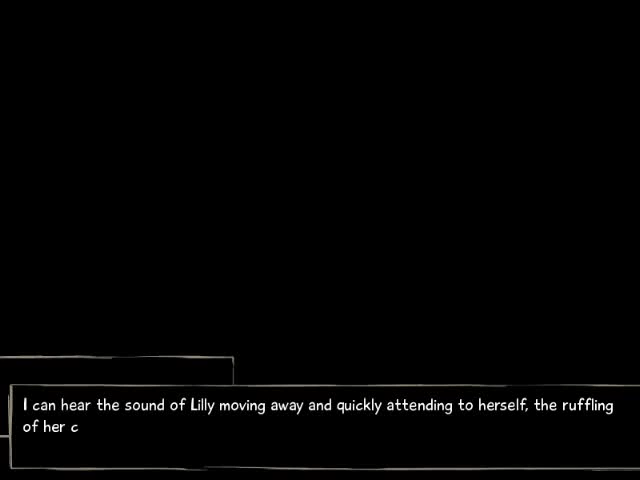 I can hear the sound of Lilly moving away and quickly attending to herself, the ruffling
of her c